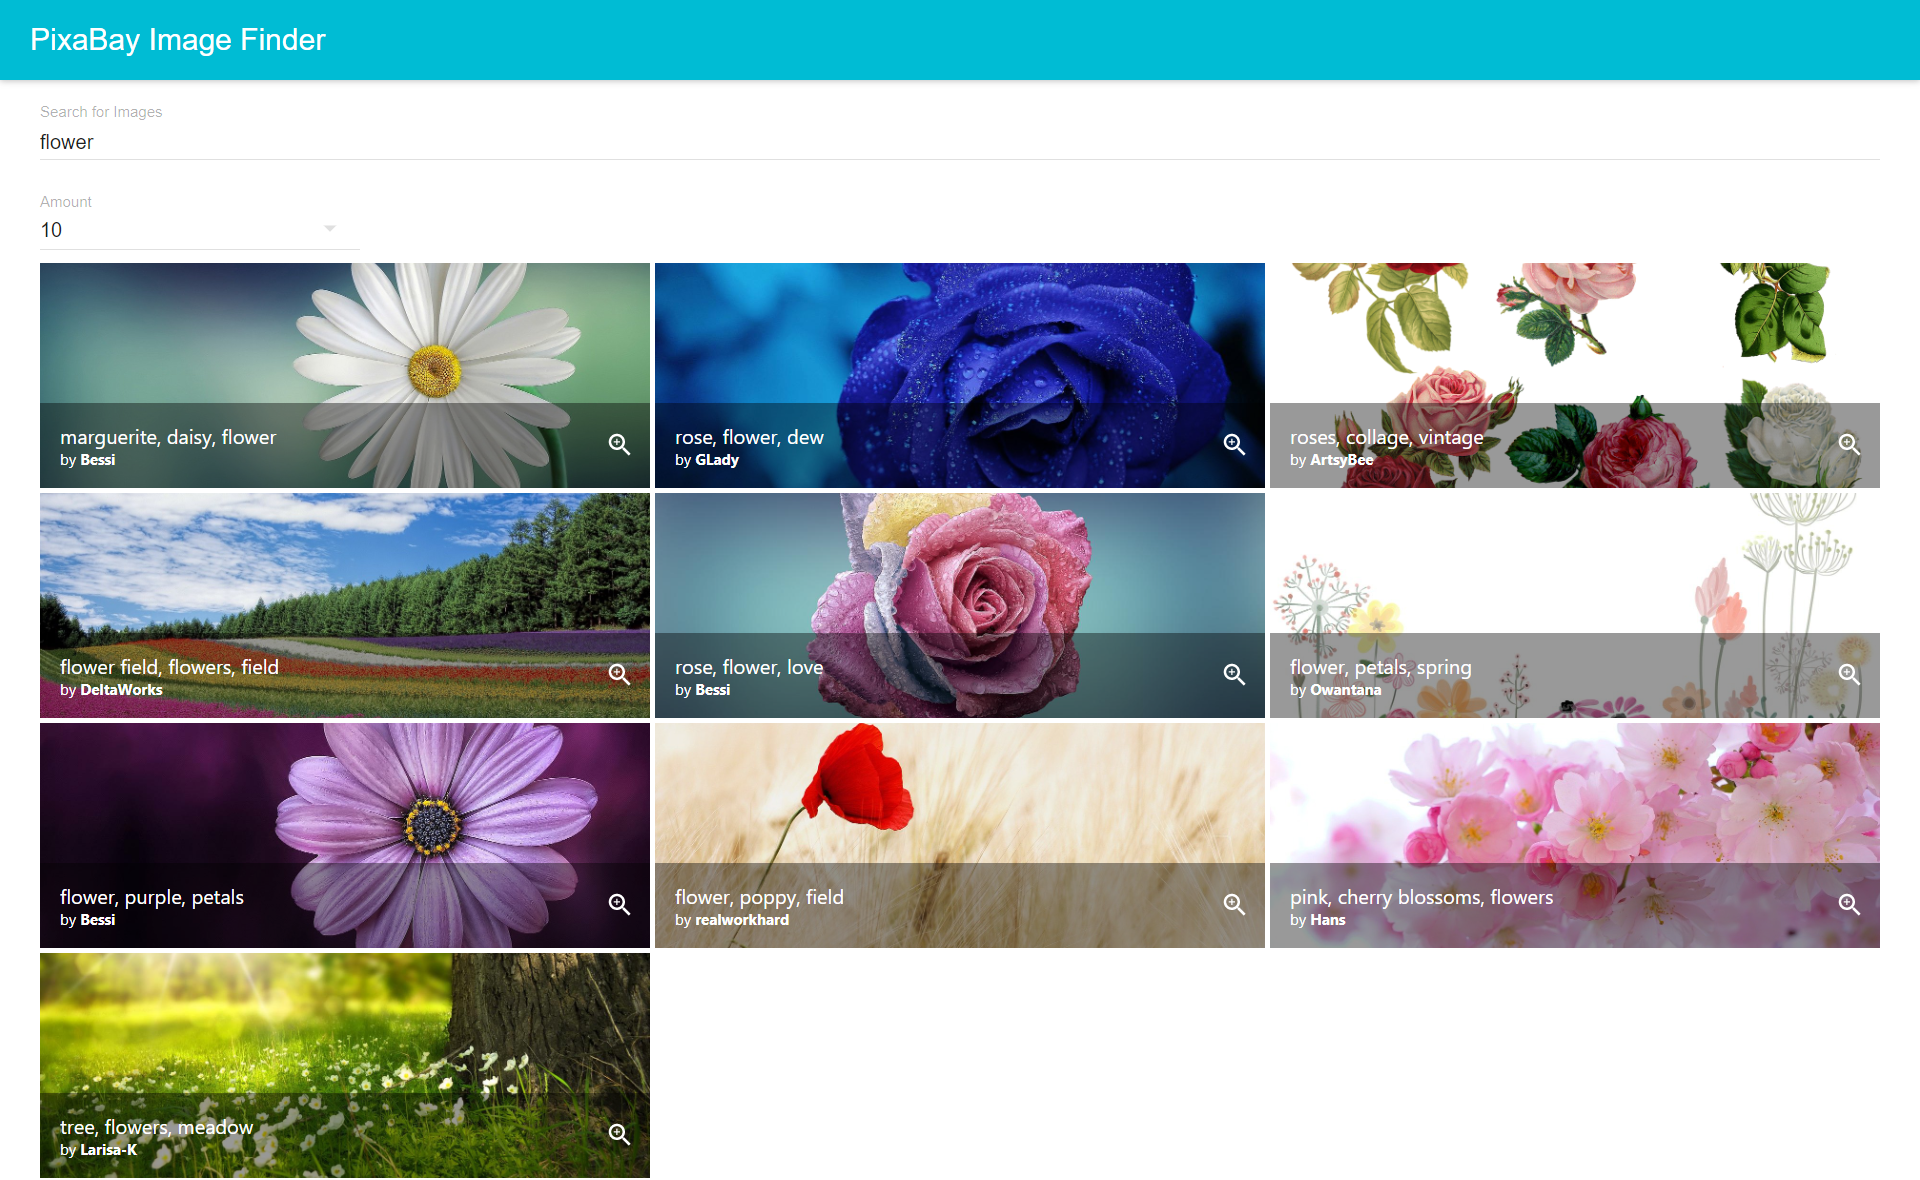 PixaBay Image Finder
Search for Images
flower
Amount
10
marguerite, daisy, flower
by Bessi
rose, flower, dew
by GLady
roses, collage, vintage
by ArtsyBee
flower field, flowers, field
by DeltaWorks
rose, flower, love
by Bessi
flower, petals, spring
by Owantana
flower, purple, petals
by Bessi
flower, poppy, field
by realworkhard
pink, cherry blossoms, flowers
by Hans
tree, flowers, meadow
by Larisa-K